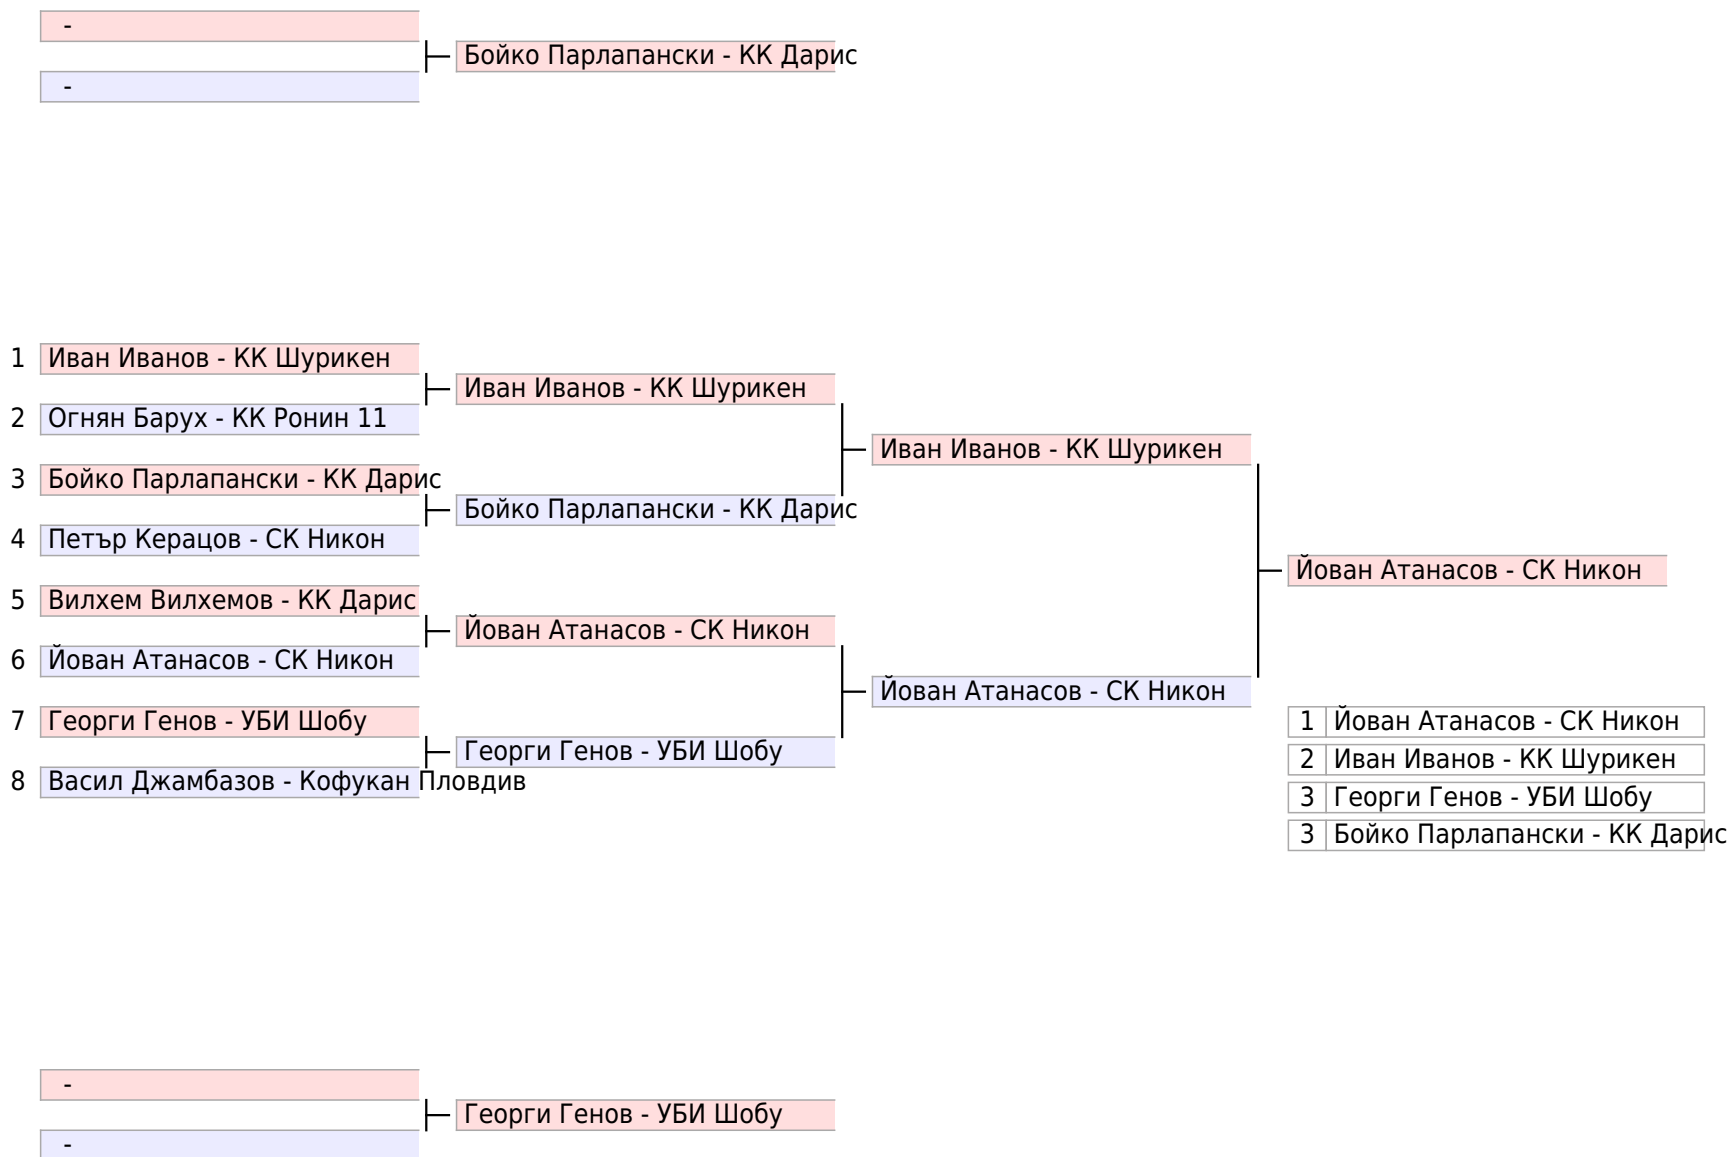 -
Бойко Парлапански - КК Дарис
-
1 Иван Иванов - КК Шурикен
Иван Иванов - КК Шурикен
2 Огнян Барух - КК Ронин 11
Иван Иванов - КК Шурикен
3 Бойко Парлапански - КК Дарис
Бойко Парлапански - КК Дарис
4 Петър Керацов - СК Никон
Йован Атанасов - СК Никон
5 Вилхем Вилхемов - КК Дарис
Йован Атанасов - СК Никон
6 Йован Атанасов - СК Никон
Йован Атанасов - СК Никон
7 Георги Генов - УБИ Шобу
Георги Генов - УБИ Шобу
8 Васил Джамбазов - Кофукан Пловдив
1 Йован Атанасов - СК Никон
2 Иван Иванов - КК Шурикен
3 Георги Генов - УБИ Шобу
3 Бойко Парлапански - КК Дарис
-
Георги Генов - УБИ Шобу
-